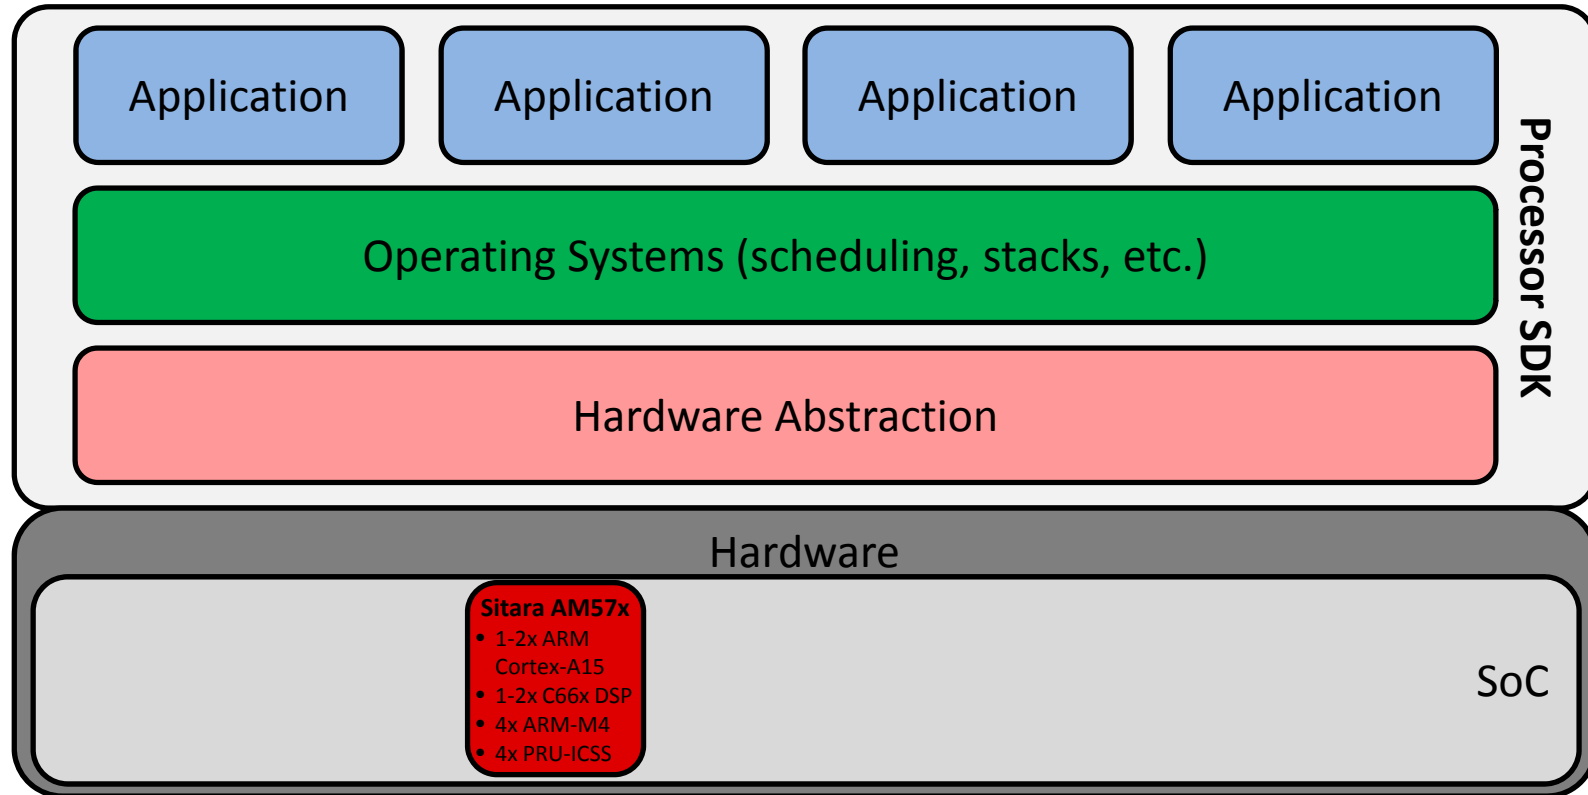 Application
Application
Application
Application
Processor SDK
Operating Systems (scheduling, stacks, etc.)
Hardware Abstraction
Hardware
Sitara AM57x
• 1-2x ARM
Cortex-A15
• 1-2x C66x DSP
• 4x ARM-M4
• 4x PRU-ICSS
SoC